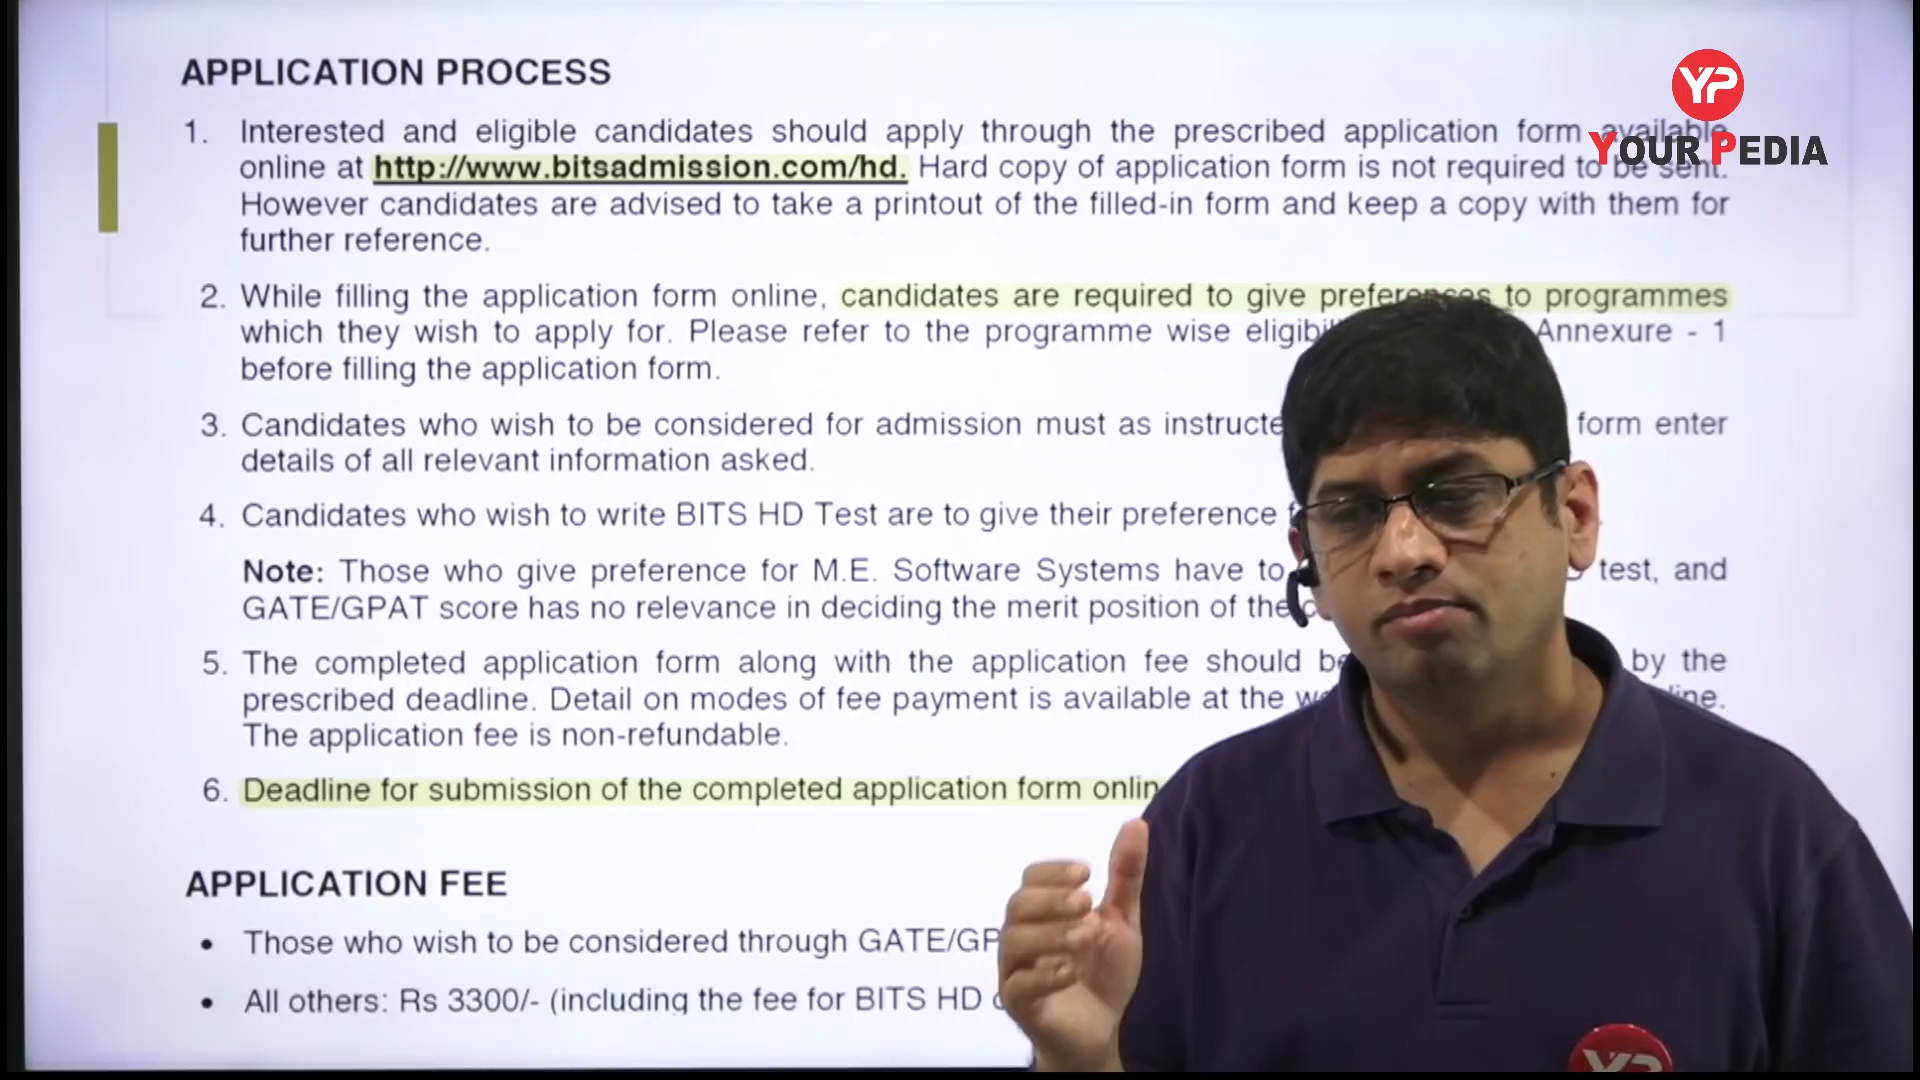 APPLICATION PROCESS
YP
YOUR PEDIA
1. Interested and eligible candidates should apply through the prescribed application form available
online at http://www.bitsadmission.com/hd. Hard copy of application form is not required to be sent.
However candidates are advised to take a printout of the filled-in form and keep a copy with them for
further reference.
2. While filling the application form online, candidates are required to give preferences to programmes
which they wish to apply for. Please refer to the programme wise Annexure - 1
before filling the application form.
3. Candidates who wish to be considered for admission must as form enter
details of all relevant information asked.
4. Candidates who wish to write BITS HD Test are to give their preference
Note: Those who give preference for M.E. Software Systems have to test, and
GATE/GPAT score has no relevance in deciding the merit position of the
5. The completed application form along with the application fee should by the
prescribed deadline. Detail on modes of fee payment is available at the
The application fee is non-refundable.
6. Deadline for submission of the completed application form onlin
APPLICATION FEE
• Those who wish to be considered through GATE/GP
• All others: Rs 3300/- (including the fee for BITS HD
YP